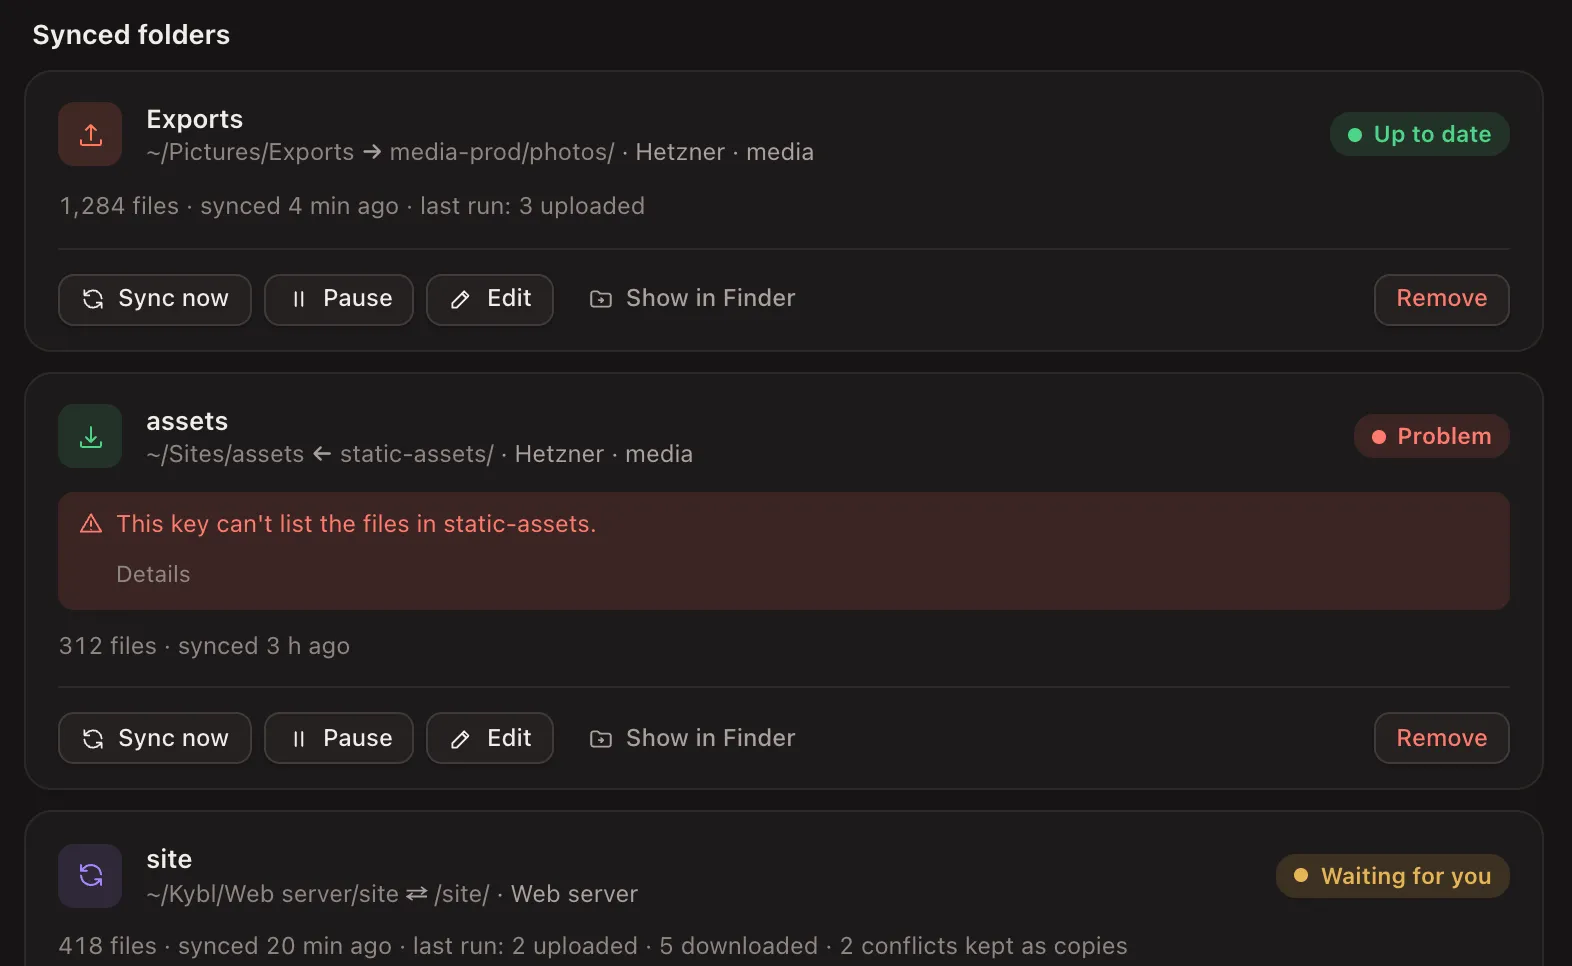 Synced folders
Exports
~/Pictures/Exports → media-prod/photos/ · Hetzner · media
Up to date
1,284 files · synced 4 min ago · last run: 3 uploaded
Sync now
Pause
Edit
Show in Finder
Remove
assets
~/Sites/assets ← static-assets/ · Hetzner · media
Problem
This key can't list the files in static-assets.
Details
312 files · synced 3 h ago
Sync now
Pause
Edit
Show in Finder
Remove
site
~/Kybl/Web server/site ⇄ /site/ · Web server
Waiting for you
418 files · synced 20 min ago · last run: 2 uploaded · 5 downloaded · 2 conflicts kept as copies